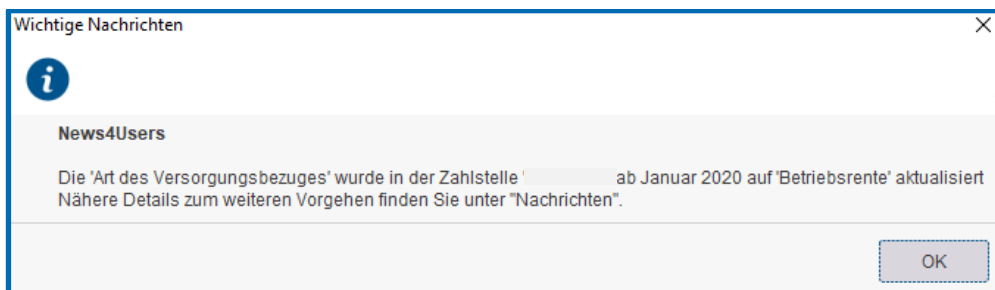 Wichtige Nachrichten
i
News4Users
Die 'Art des Versorgungsbezuges' wurde in der Zahlstelle ' ab Januar 2020 auf 'Betriebsrente' aktualisiert
Nähere Details zum weiteren Vorgehen finden Sie unter "Nachrichten".
OK